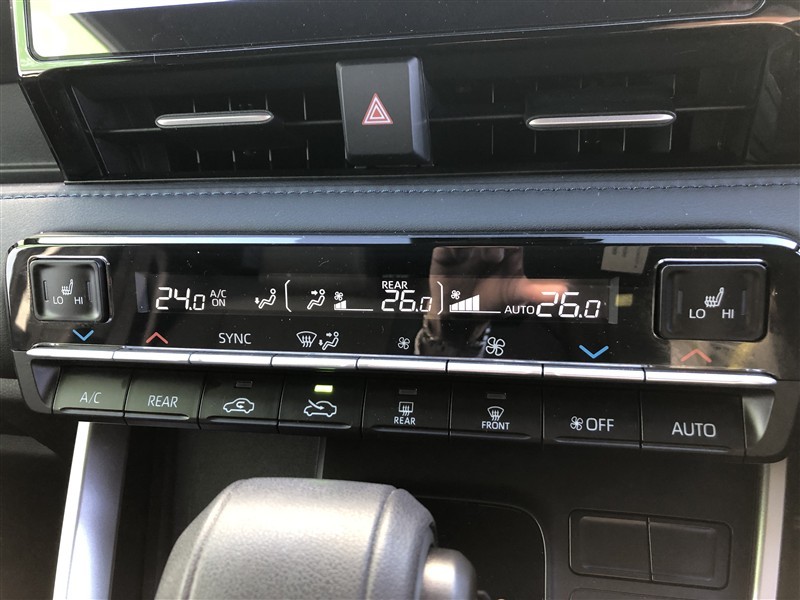 LO HI
24.0 A/C ON
REAR
26.0
AUTO 26.0
LO HI
SYNC
A/C
REAR
REAR
FRONT
OFF
AUTO